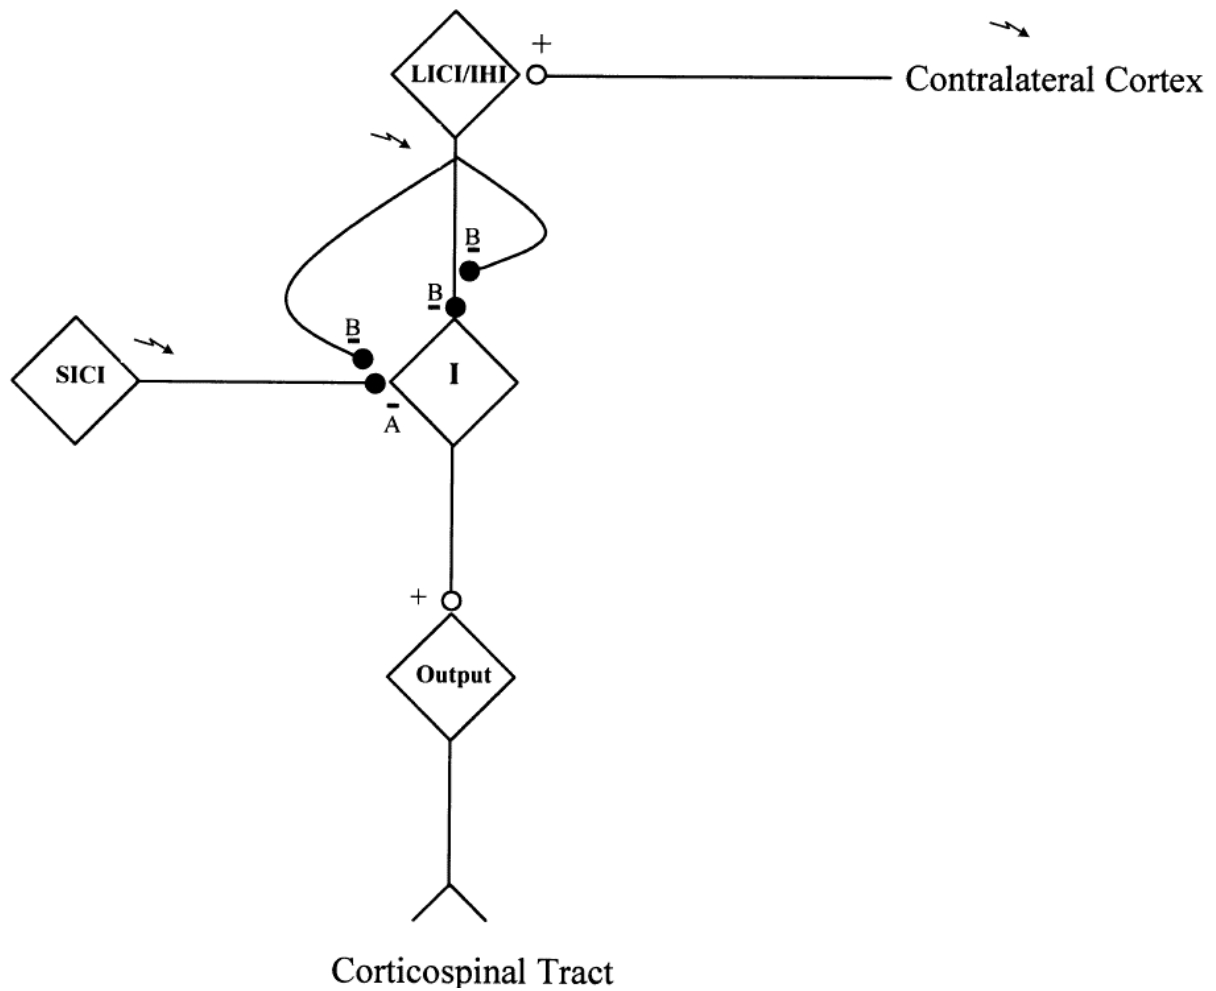 LICI/IHI
+
Contralateral Cortex
B
B
B
SICI
I
A
+
Output
Corticospinal Tract